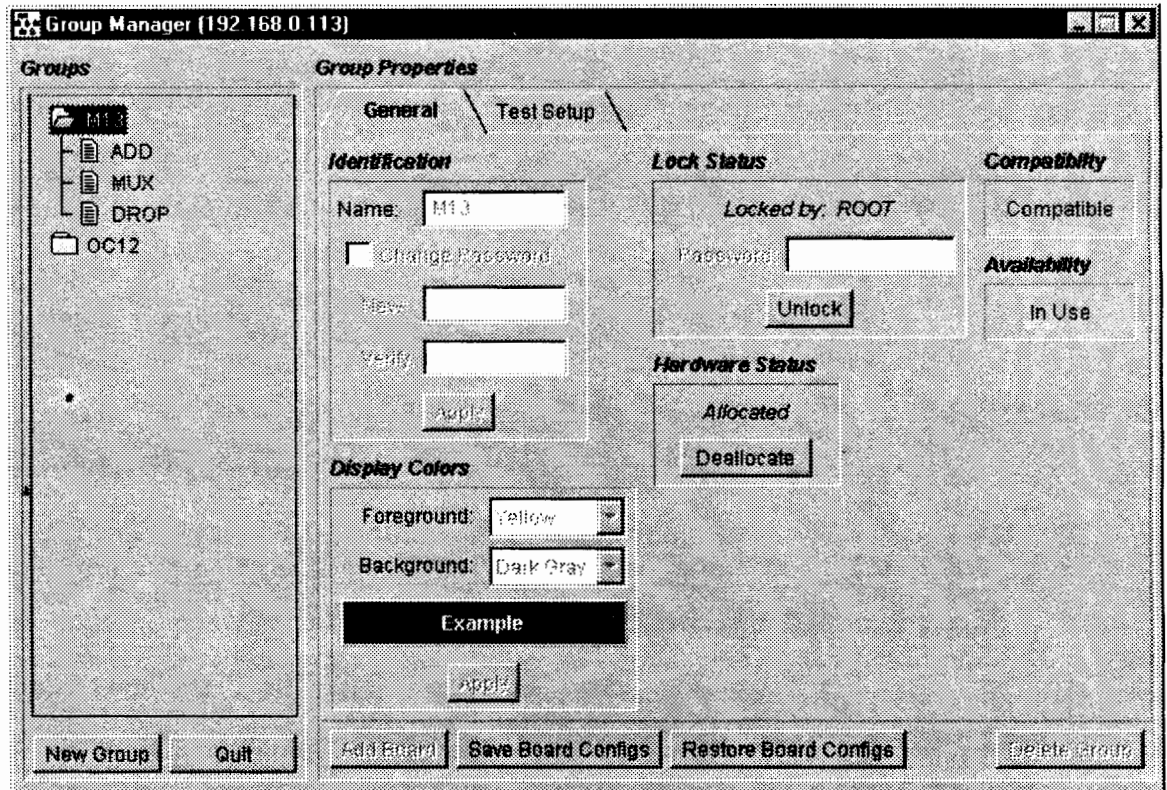 Group Manager (192.168.0.113)
Groups
M13
ADD
MUX
DROP
OC12
New Group
Quit
Group Properties
General
Test Setup
Identification
Name:
M13
Change Password
New
Verify
Apply
Display Colors
Foreground:
Yellow
Background:
Dark Gray
Example
Apply
Lock Status
Locked by: ROOT
Password
Unlock
Hardware Status
Allocated
Deallocate
Compatibility
Compatible
Availability
In Use
Add Board
Save Board Configs
Restore Board Configs
Delete Group